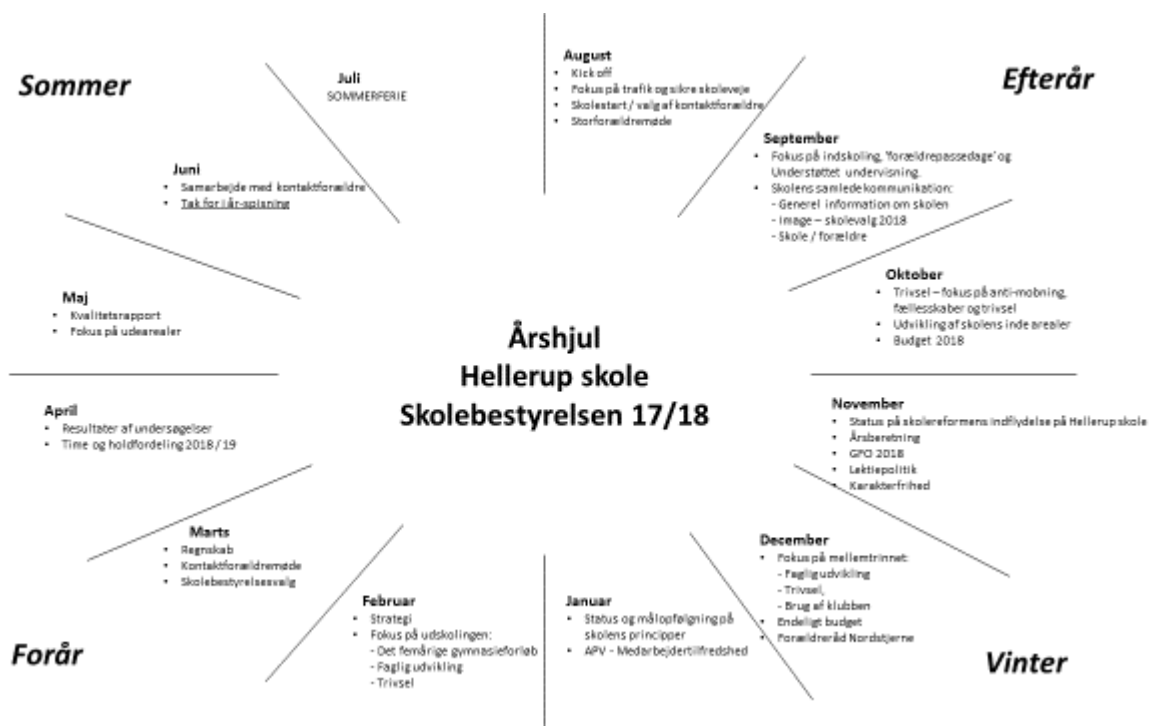 Sommer
Juli
SOMMERFERIE
August
• Kick off
• Fokus på trafik og sikre skoleveje
• Skolestart / valg af kontaktforældre
• Storforældremøde
Efterår
September
• Fokus på indskoling, 'forældrepassedage' og
Understøttet undervisning.
• Skolens samlede kommunikation:
- Generel information om skolen
- Image – skolevalg 2018
- Skole / forældre
Oktober
• Trivsel – fokus på anti-mobning,
fællesskaber og trivsel
• Udvikling af skolens inde arealer
• Budget 2018
November
• Status på skolereformens indflydelse på Hellerup skole
• Årsberetning
• GFO 2018
• Lektiepolitik
• Karakterfrihed
Vinter
December
• Fokus på mellemtrinnet:
- Faglig udvikling
- Trivsel,
- Brug af klubben
• Endeligt budget
• Forældreråd Nordstjerne
Januar
• Status og målopfølgning på
skolens principper
• APV - Medarbejdertilfredshed
Februar
• Strategi
• Fokus på udskolingen:
- Det femårige gymnasieforløb
- Faglig udvikling
- Trivsel
Forår
Marts
• Regnskab
• Kontaktforældremøde
• Skolebestyrelsesvalg
April
• Resultater af undersøgelser
• Time og holdfordeling 2018 / 19
Maj
• Kvalitetsrapport
• Fokus på udearealer
Juni
• Samarbejde med kontaktforældre
• Tak for i år-spisning
Årshjul
Hellerup skole
Skolebestyrelsen 17/18